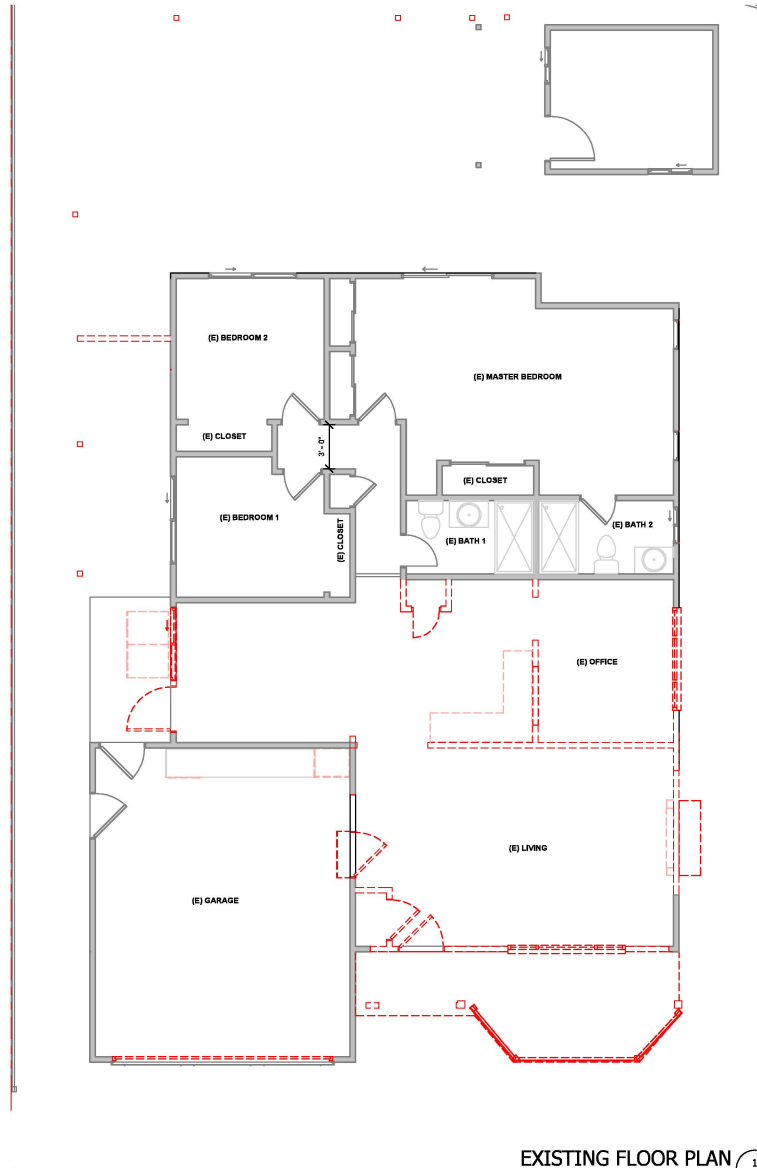 (E) BEDROOM 2
(E) MASTER BEDROOM
(E) CLOSET
3' - 0"
(E) CLOSET
(E) BEDROOM 1
(E) CLOSET
(E) BATH 1
(E) BATH 2
(E) OFFICE
(E) LIVING
(E) GARAGE
EXISTING FLOOR PLAN 1